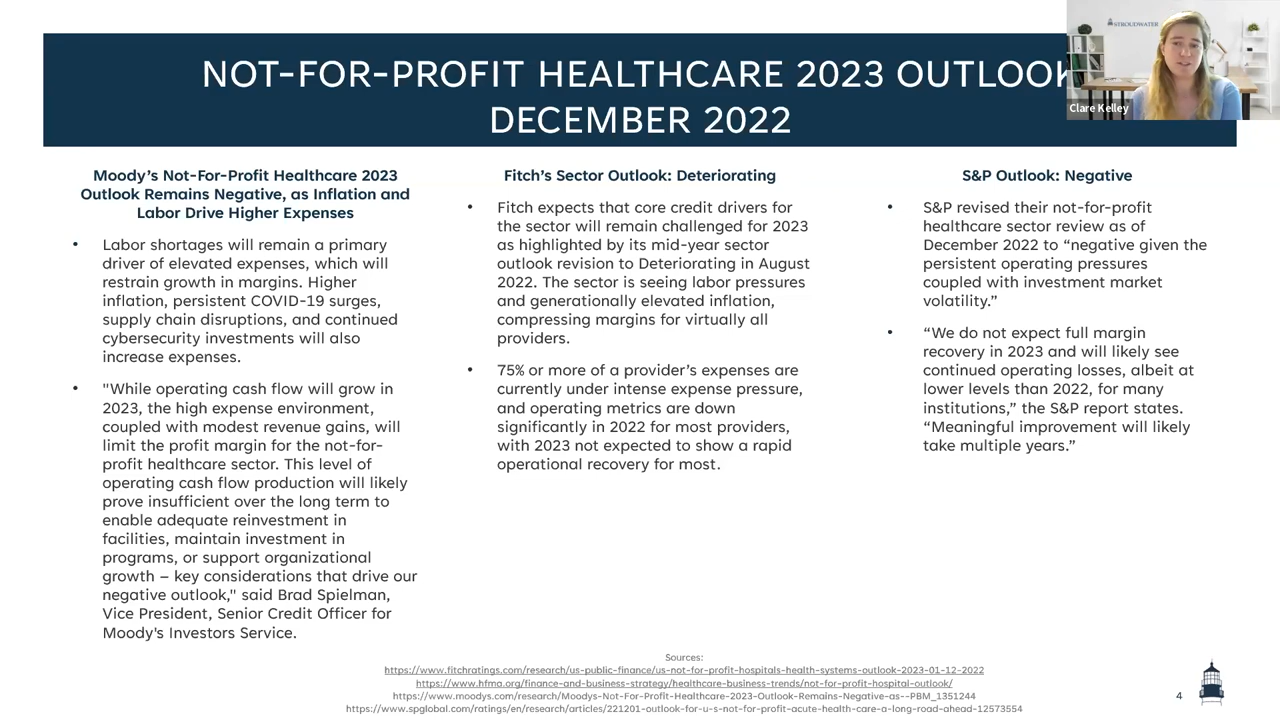 NOT-FOR-PROFIT HEALTHCARE 2023 OUTLOOK
DECEMBER 2022
STROUDWATER
Clare Kelley
Moody's Not-For-Profit Healthcare 2023
Outlook Remains Negative, as Inflation and
Labor Drive Higher Expenses
• Labor shortages will remain a primary
driver of elevated expenses, which will
restrain growth in margins. Higher
inflation, persistent COVID-19 surges,
supply chain disruptions, and continued
cybersecurity investments will also
increase expenses.
• "While operating cash flow will grow in
2023, the high expense environment,
coupled with modest revenue gains, will
limit the profit margin for the not-for-
profit healthcare sector. This level of
operating cash flow production will likely
prove insufficient over the long term to
enable adequate reinvestment in
facilities, maintain investment in
programs, or support organizational
growth – key considerations that drive our
negative outlook," said Brad Spielman,
Vice President, Senior Credit Officer for
Moody's Investors Service.
Fitch's Sector Outlook: Deteriorating
• Fitch expects that core credit drivers for
the sector will remain challenged for 2023
as highlighted by its mid-year sector
outlook revision to Deteriorating in August
2022. The sector is seeing labor pressures
and generationally elevated inflation,
compressing margins for virtually all
providers.
• 75% or more of a provider's expenses are
currently under intense expense pressure,
and operating metrics are down
significantly in 2022 for most providers,
with 2023 not expected to show a rapid
operational recovery for most.
S&P Outlook: Negative
• S&P revised their not-for-profit
healthcare sector review as of
December 2022 to “negative given the
persistent operating pressures
coupled with investment market
volatility.”
• “We do not expect full margin
recovery in 2023 and will likely see
continued operating losses, albeit at
lower levels than 2022, for many
institutions,” the S&P report states.
“Meaningful improvement will likely
take multiple years.”
Sources:
https://www.fitchratings.com/research/us-public-finance/us-not-for-profit-hospitals-health-systems-outlook-2023-01-12-2022
https://www.hfma.org/finance-and-business-strategy/healthcare-business-trends/not-for-profit-hospital-outlook/
https://www.moodys.com/research/Moodys-Not-For-Profit-Healthcare-2023-Outlook-Remains-Negative-as--PBM_1351244
https://www.spglobal.com/ratings/en/research/articles/221201-outlook-for-u-s-not-for-profit-acute-health-care-a-long-road-ahead-12573554
4